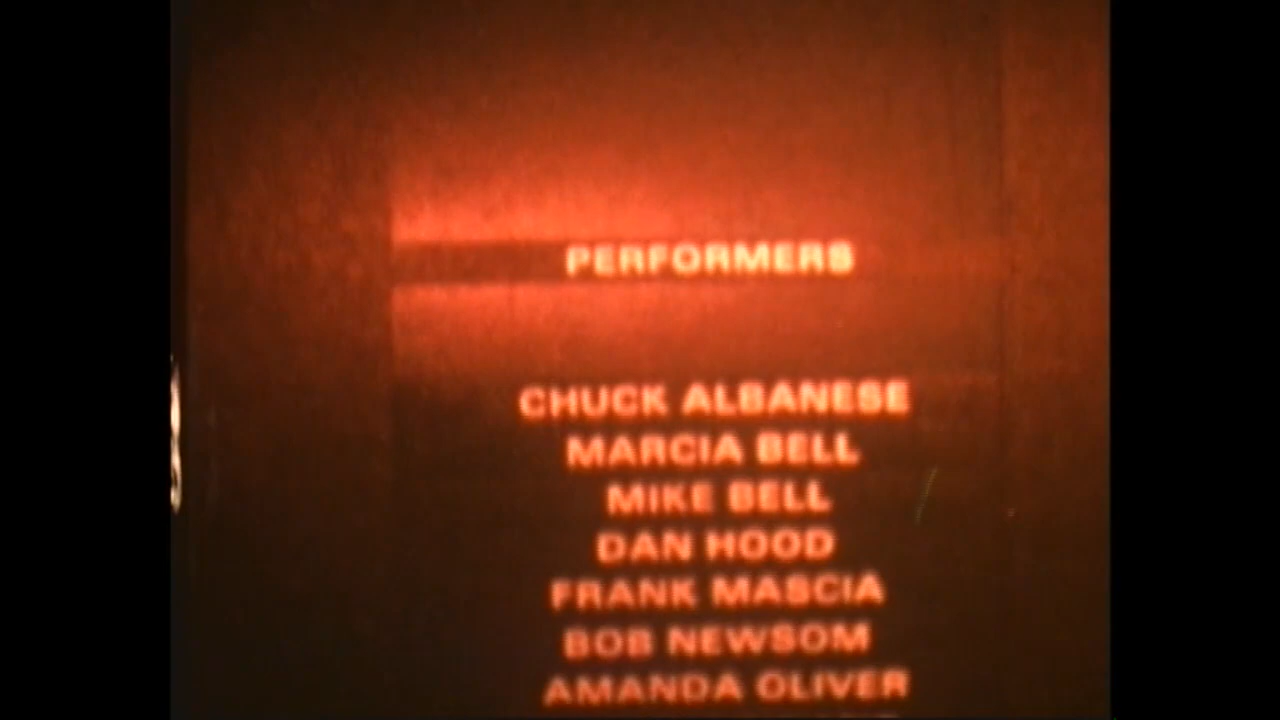 PERFORMERS
CHUCK ALBANESE
MARCIA BELL
MIKE BELL
DAN HOOD
FRANK MASCIA
BOB NEWSOM
AMANDA OLIVER